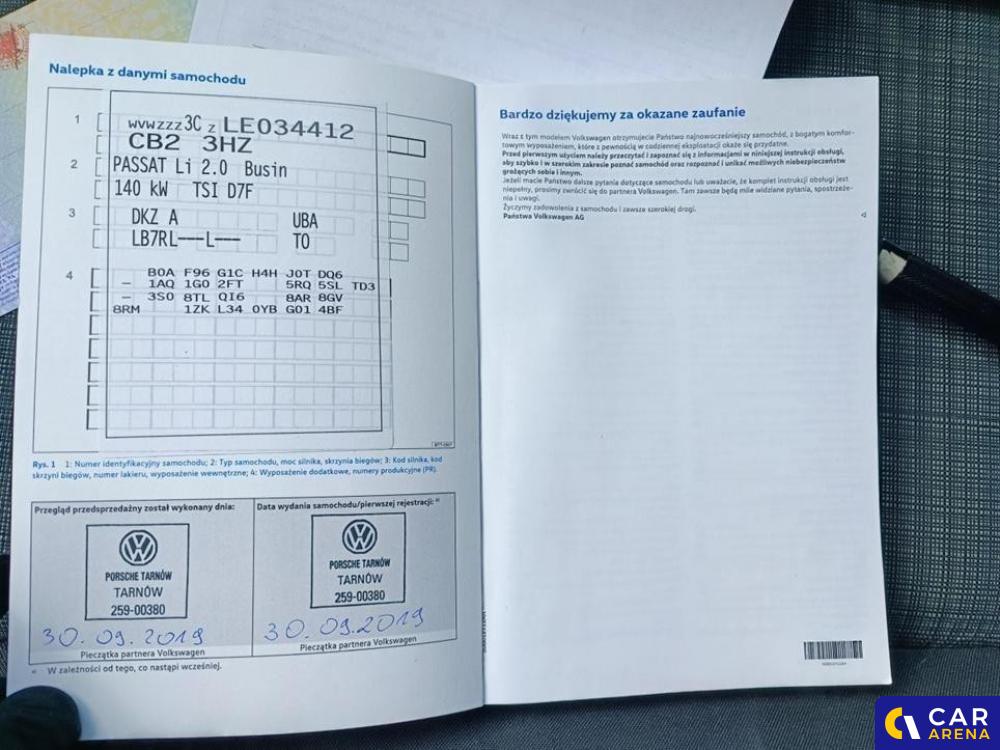 Nalepka z danymi samochodu
1 WVWZZZ3C Z LE034412
CB2 3HZ
2 PASSAT Li 2.0 Busin
140 kW TSI D7F
3 DKZ A UBA
LB7RL---L--- TO
4 B0A F96 G1C H4H J0T DQ6
– 1AQ 1G0 2FT 5RQ 5SL TD3
– 3S0 8TL QI6 8AR 8GV
8RM 1ZK L34 0YB G01 4BF
Rys. 1 1: Numer identyfikacyjny samochodu; 2: Typ samochodu, moc silnika, skrzynia biegów; 3: Kod silnika, kod
skrzyni biegów, numer lakieru, wyposażenie wewnętrzne; 4: Wyposażenie dodatkowe, numery produkcyjne (PR).
Przegląd przedsprzedażny został wykonany dnia:
PORSCHE TARNÓW
TARNÓW
259-00380
30.09.2019
Pieczątka partnera Volkswagen
Data wydania samochodu/pierwszej rejestracji: a)
PORSCHE TARNÓW
TARNÓW
259-00380
30.09.2019
Pieczątka partnera Volkswagen
a) W zależności od tego, co nastąpi wcześniej.
Bardzo dziękujemy za okazane zaufanie
Wraz z tym modelem Volkswagen otrzymujecie Państwo najnowocześniejszy samochód, z bogatym komfor-
towym wyposażeniem, które z pewnością w codziennej eksploatacji okaże się przydatne.
Przed pierwszym użyciem należy przeczytać i zapoznać się z informacjami w niniejszej instrukcji obsługi,
aby szybko i w szerokim zakresie poznać samochód oraz rozpoznać i unikać możliwych niebezpieczeństw
grożących sobie i innym.
Jeżeli macie Państwo dalsze pytania dotyczące samochodu lub uważacie, że komplet instrukcji obsługi jest
niepełny, prosimy zwrócić się do partnera Volkswagen. Tam zawsze będą mile widziane pytania, spostrzeże-
nia i uwagi.
Życzymy zadowolenia z samochodu i zawsze szerokiej drogi.
Państwa Volkswagen AG
CAR
ARENA